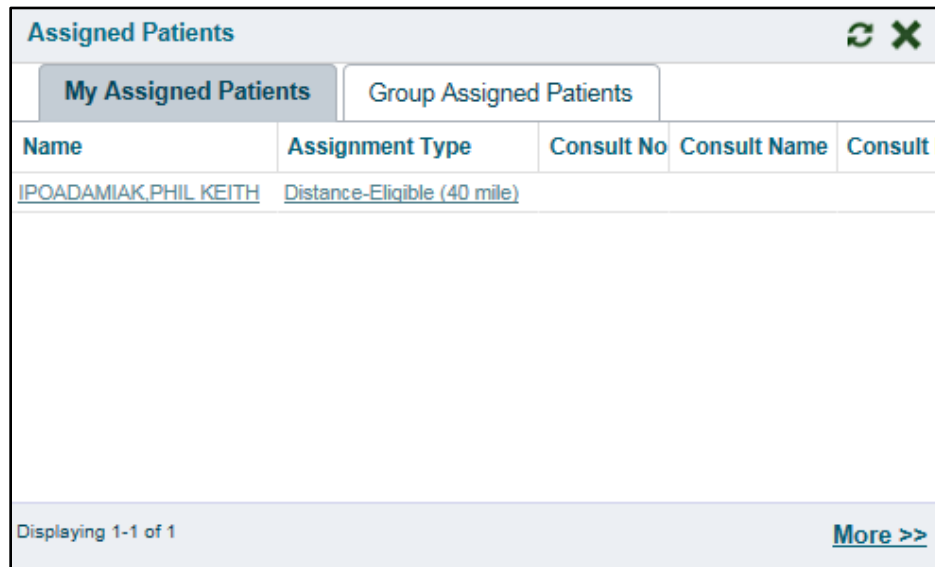 Assigned Patients
My Assigned Patients Group Assigned Patients
Name Assignment Type Consult No Consult Name Consult
IPOADAMIAK,PHIL KEITH Distance-Eligible (40 mile)
Displaying 1-1 of 1 More >>